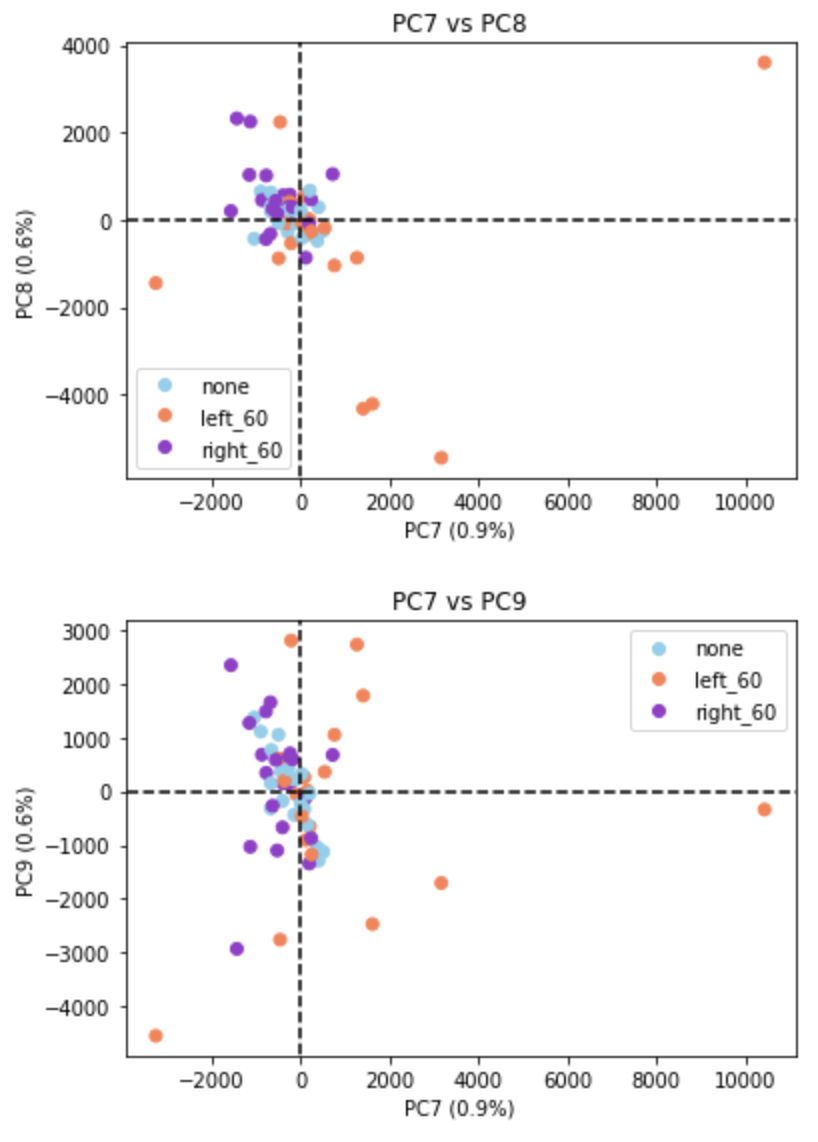 PC7 vs PC8
4000
2000
0
−2000
−4000
PC8 (0.6%)
none
left_60
right_60
−2000 0 2000 4000 6000 8000 10000
PC7 (0.9%)
PC7 vs PC9
3000
2000
1000
0
−1000
−2000
−3000
−4000
PC9 (0.6%)
none
left_60
right_60
−2000 0 2000 4000 6000 8000 10000
PC7 (0.9%)